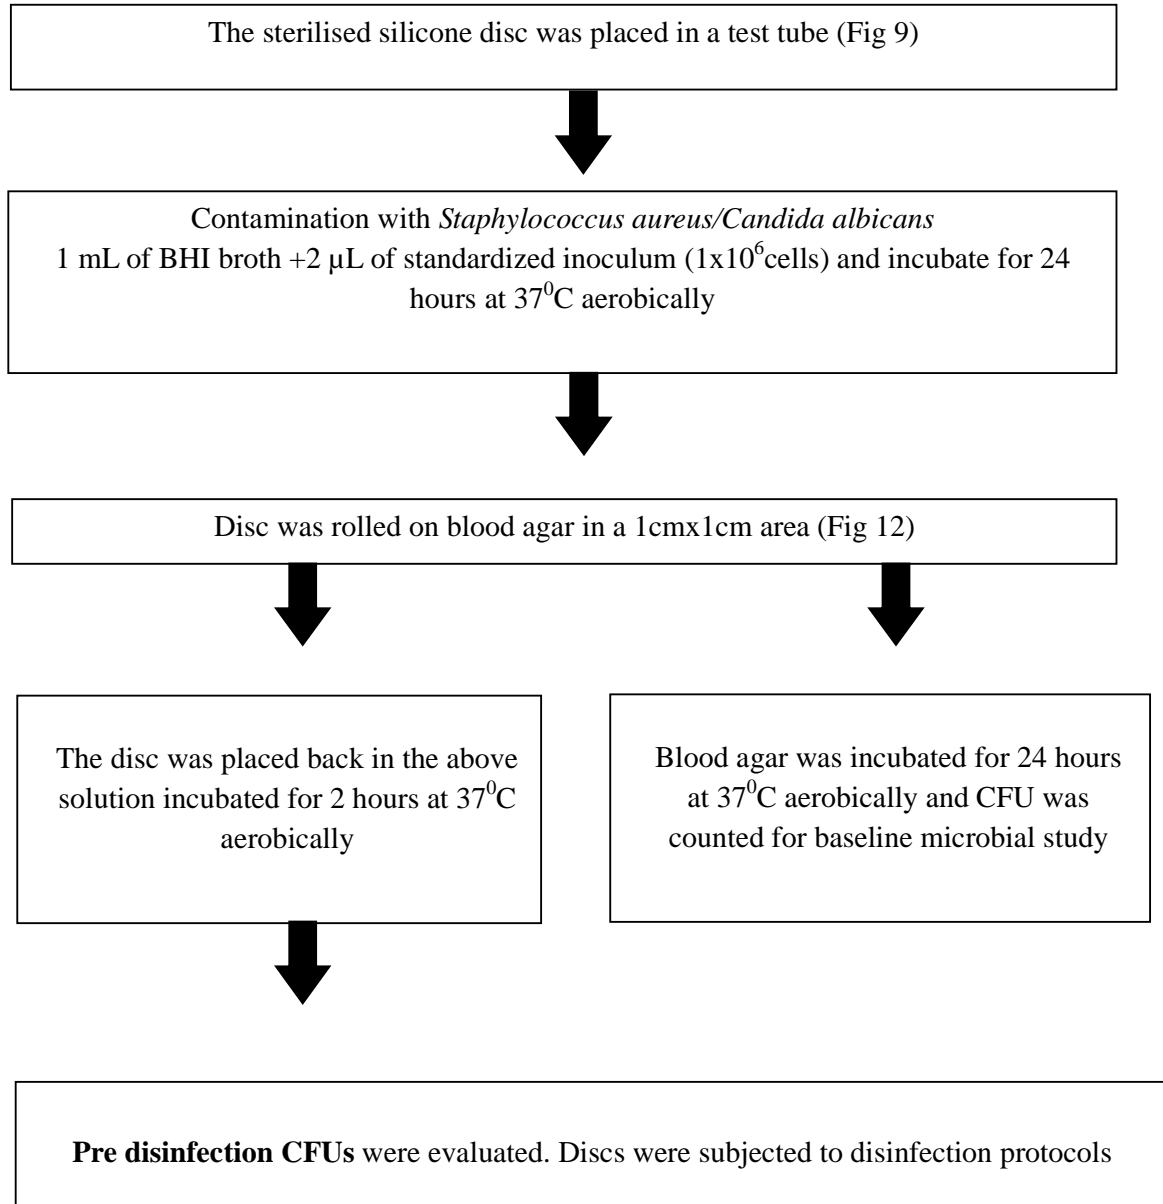 The sterilised silicone disc was placed in a test tube (Fig 9)
Contamination with Staphylococcus aureus/Candida albicans
1 mL of BHI broth +2 µL of standardized inoculum (1x10⁶cells) and incubate for 24
hours at 37⁰C aerobically
Disc was rolled on blood agar in a 1cmx1cm area (Fig 12)
The disc was placed back in the above
solution incubated for 2 hours at 37⁰C
aerobically
Blood agar was incubated for 24 hours
at 37⁰C aerobically and CFU was
counted for baseline microbial study
Pre disinfection CFUs were evaluated. Discs were subjected to disinfection protocols